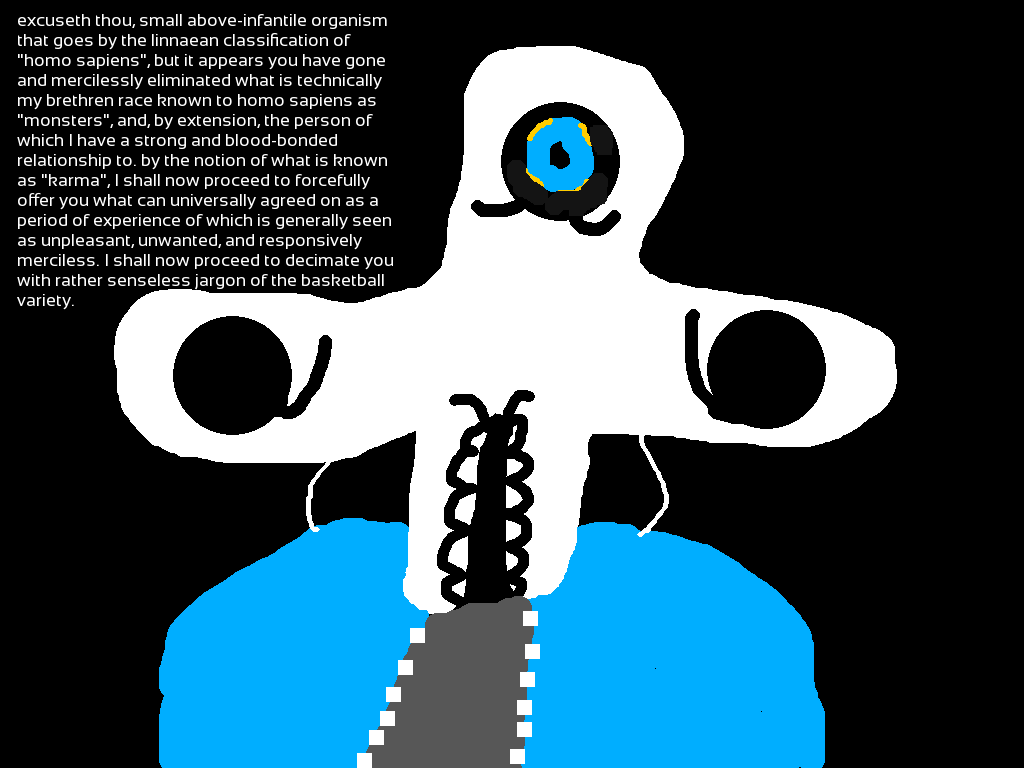 excuseth thou, small above-infantile organism
that goes by the linnaean classification of
"homo sapiens", but it appears you have gone
and mercilessly eliminated what is technically
my brethren race known to homo sapiens as
"monsters", and, by extension, the person of
which I have a strong and blood-bonded
relationship to. by the notion of what is known
as "karma", I shall now proceed to forcefully
offer you what can universally agreed on as a
period of experience of which is generally seen
as unpleasant, unwanted, and responsively
merciless. I shall now proceed to decimate you
with rather senseless jargon of the basketball
variety.